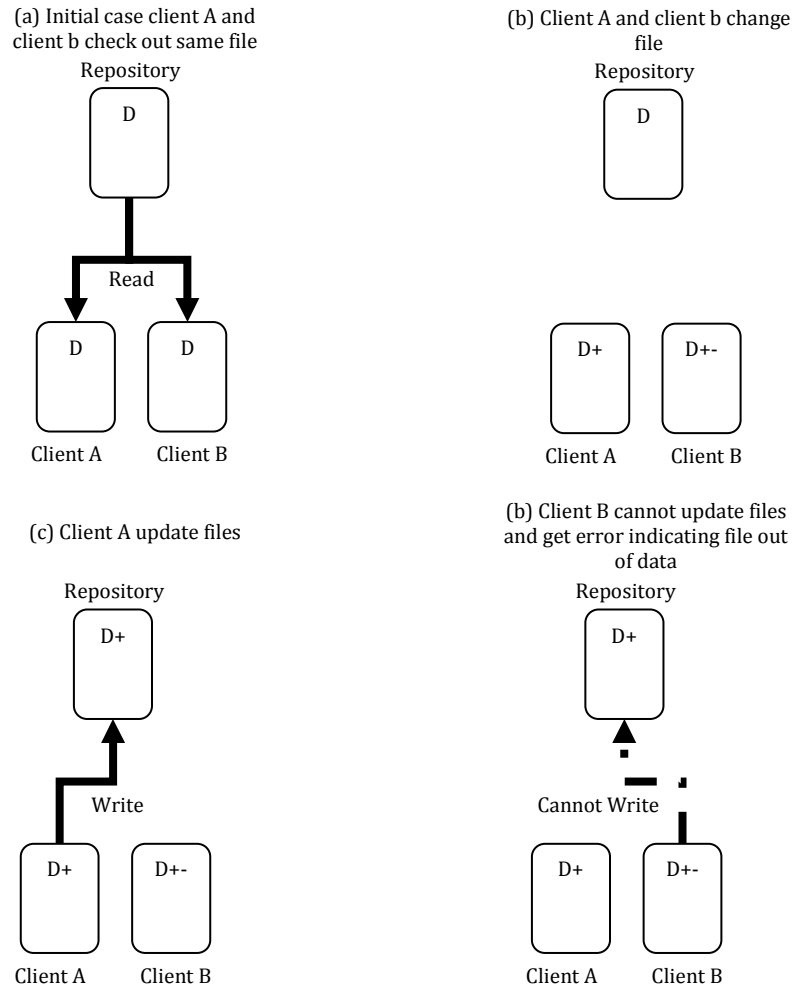 (a) Initial case client A and
client b check out same file
Repository
D
Read
D
D
Client A
Client B
(b) Client A and client b change
file
Repository
D
D+
D+-
Client A
Client B
(c) Client A update files
Repository
D+
Write
D+
D+-
Client A
Client B
(b) Client B cannot update files
and get error indicating file out
of data
Repository
D+
Cannot Write
D+
D+-
Client A
Client B